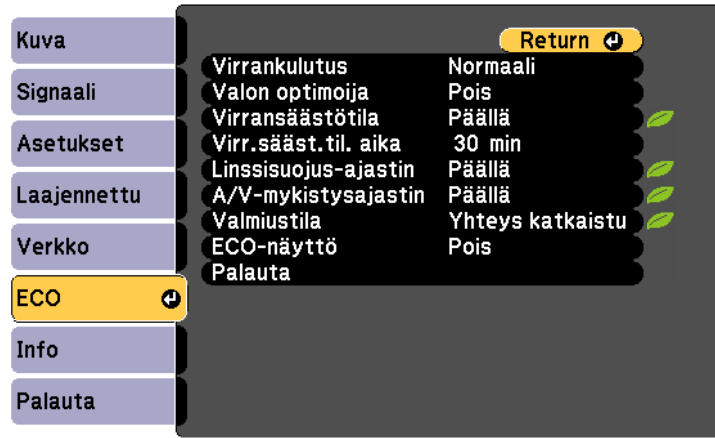 Kuva
Signaali
Asetukset
Laajennettu
Verkko
ECO
Info
Palauta
Return
Virrankulutus Normaali
Valon optimoija Pois
Virransäästötila Päällä
Virr.sääst.til. aika 30 min
Linssisuojus-ajastin Päällä
A/V-mykistysajastin Päällä
Valmiustila Yhteys katkaistu
ECO-näyttö Pois
Palauta